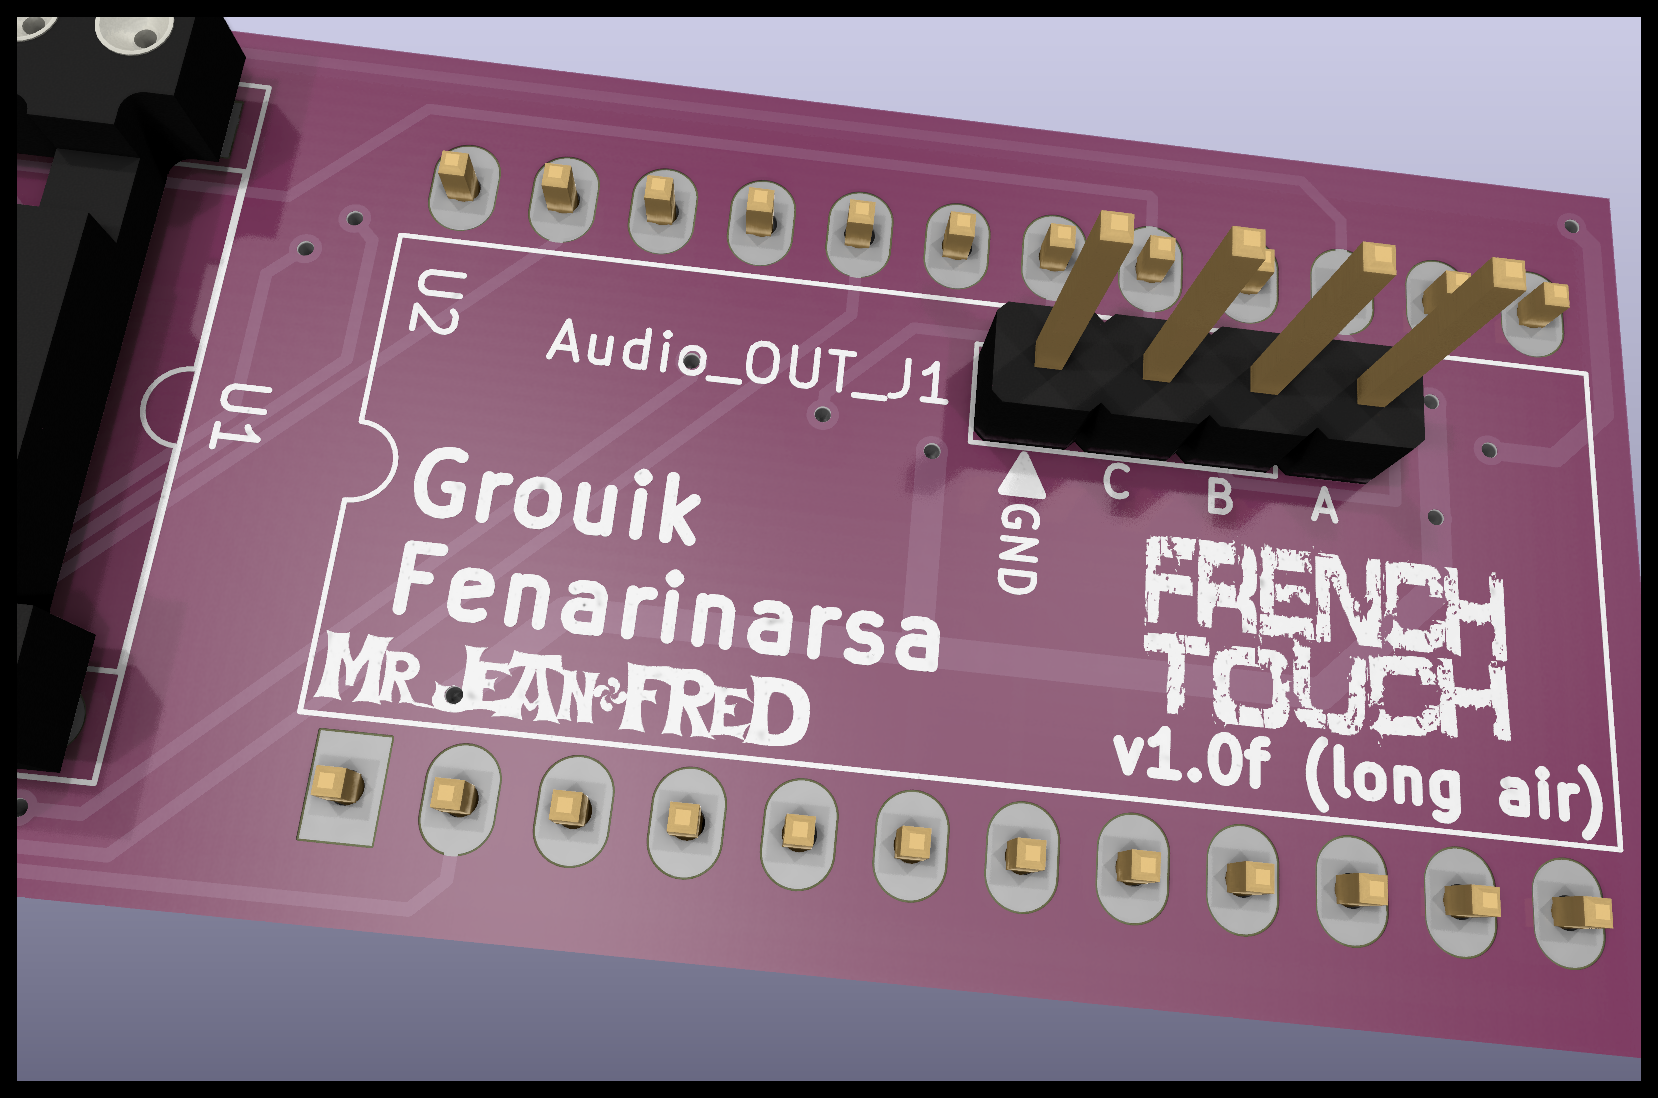 U2
U1
Audio_OUT_J1
GND
C
B
A
Grouik
Fenarinarsa
MR JEAN FRED
FRENCH
TOUCH
v1.0f (long air)